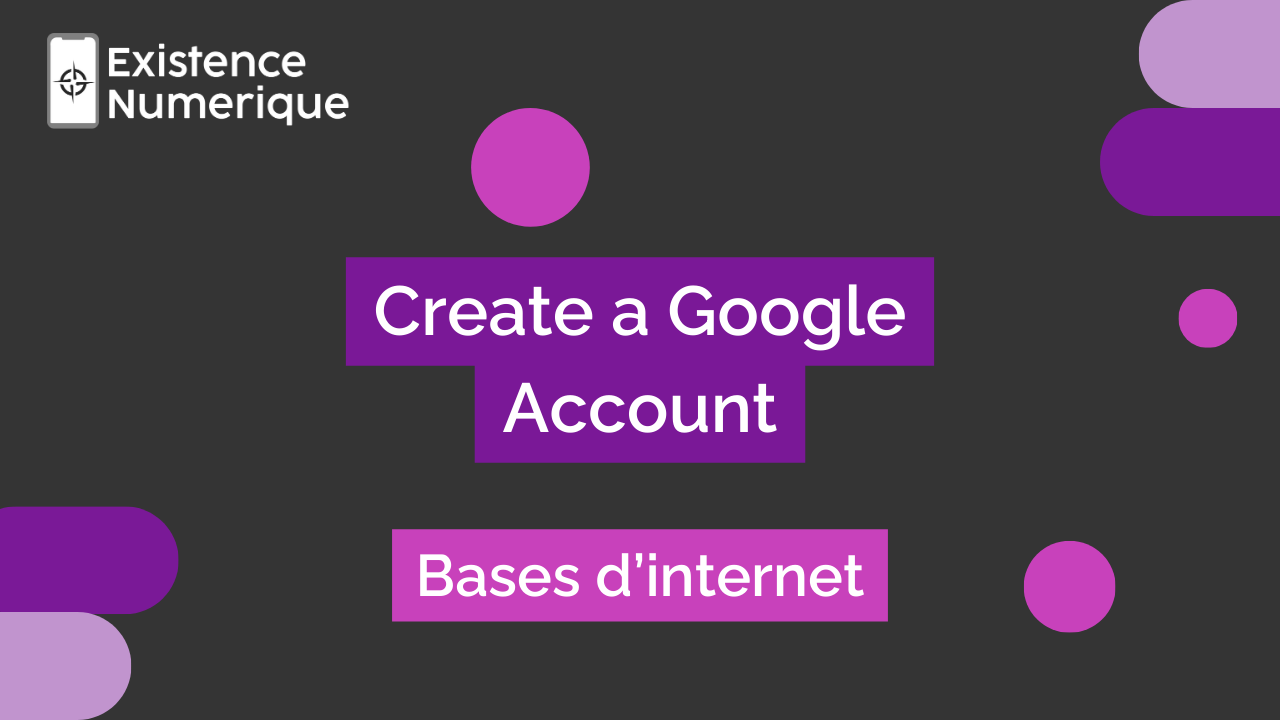 Existence
Numerique
Create a Google
Account
Bases d’internet